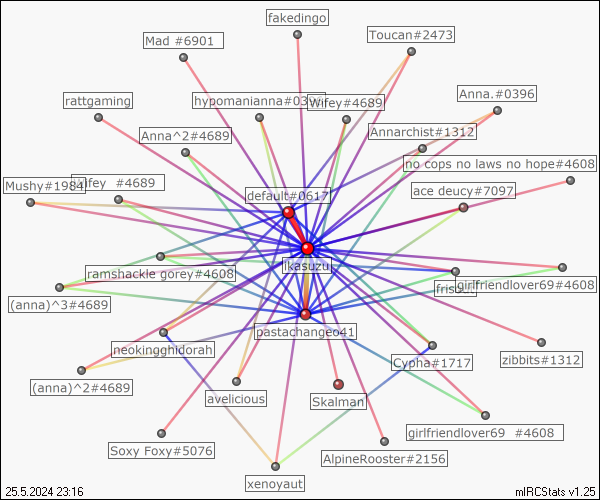 fakedingo
Mad #6901
Toucan#2473
rattgaming
hypomanianna#0
Wifey#4689
Anna.#0396
Anna^2#4689
Annarchist#1312
no cops no laws no hope#4608
Mushy#1984
#4689
default#0617
ace deucy#7097
ikasuzu
ramshackle gorey#4608
girlfriendlover69#4608
(anna)^3#4689
pastachangeo41
neokingghidorah
Cypha#1717
zibbits#1312
(anna)^2#4689
avelicious
Skalman
Soxy Foxy#5076
girlfriendlover69 #4608
AlpineRooster#2156
xenoyaut
25.5.2024 23:16
mIRCStats v1.25